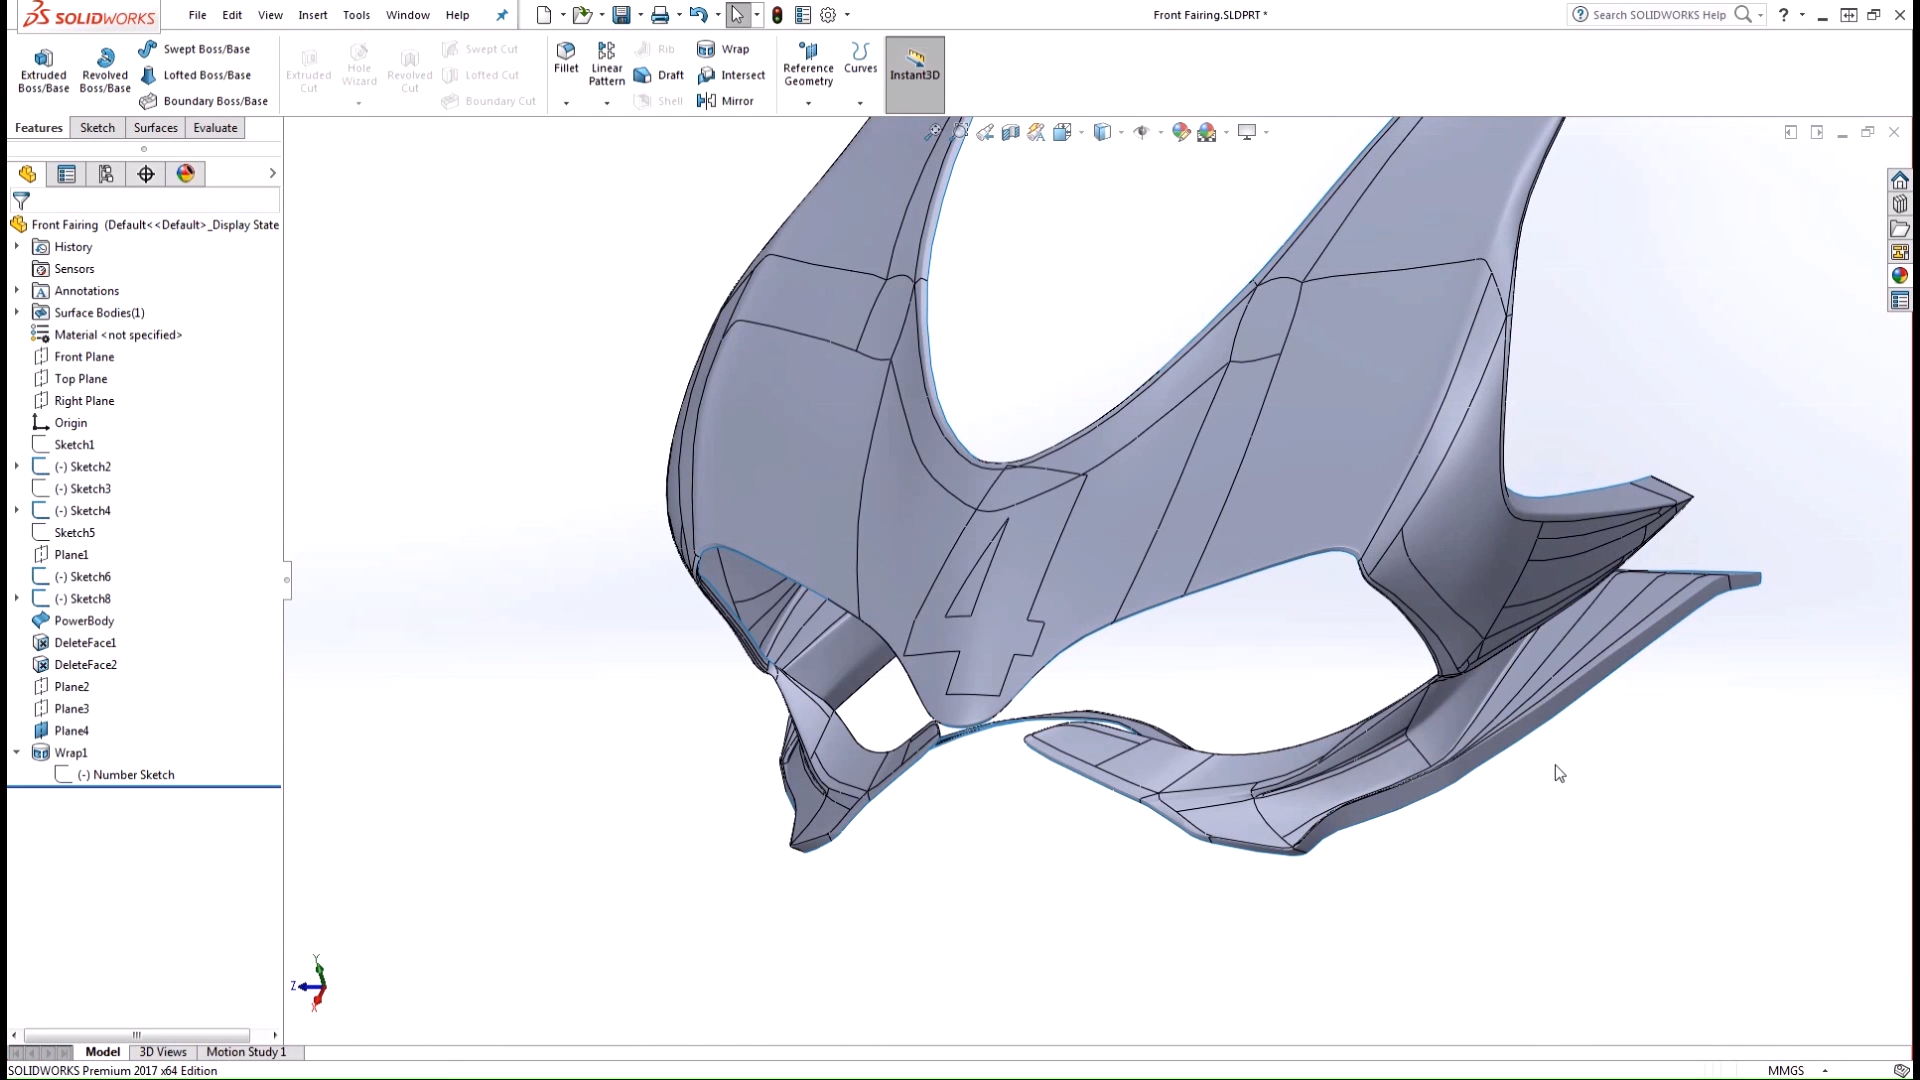 SOLIDWORKS File Edit View Insert Tools Window Help Front Fairing.SLDPRT * Search SOLIDWORKS Help ?
Extruded Boss/Base
Revolved Boss/Base
Swept Boss/Base
Lofted Boss/Base
Boundary Boss/Base
Extruded Cut
Hole Wizard
Revolved Cut
Swept Cut
Lofted Cut
Boundary Cut
Fillet
Linear Pattern
Rib
Draft
Shell
Wrap
Intersect
Mirror
Reference Geometry
Curves
Instant3D
Features Sketch Surfaces Evaluate
Front Fairing (Default<<Default>_Display State
History
Sensors
Annotations
Surface Bodies(1)
Material <not specified>
Front Plane
Top Plane
Right Plane
Origin
Sketch1
(-) Sketch2
(-) Sketch3
(-) Sketch4
Sketch5
Plane1
(-) Sketch6
(-) Sketch8
PowerBody
DeleteFace1
DeleteFace2
Plane2
Plane3
Plane4
Wrap1
(-) Number Sketch
4
Y
Z
X
Model 3D Views Motion Study 1
SOLIDWORKS Premium 2017 x64 Edition MMGS